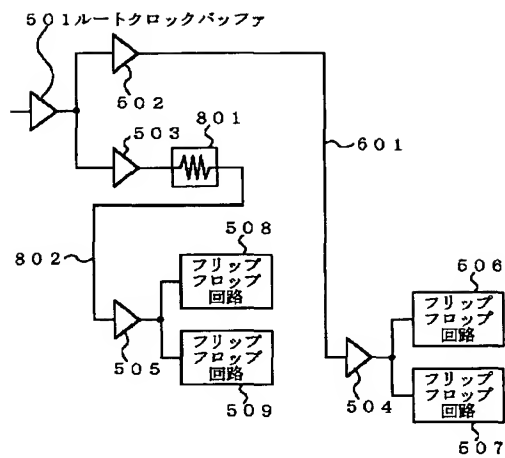 501ルートクロックバッファ
502
503
801
601
802
508
フリップ
フロップ
回路
506
フリップ
フロップ
回路
505
フリップ
フロップ
回路
509
504
フリップ
フロップ
回路
507